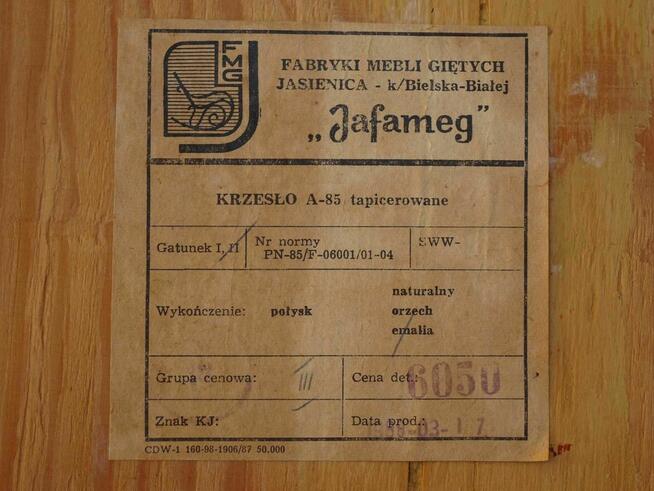 FMG
FABRYKI MEBLI GIĘTYCH
JASIENICA - k/Bielska-Białej
„Jafameg"
KRZESŁO A-85 tapicerowane
Gatunek I, II
Nr normy
PN-85/F-06001/01-04
SWW-
Wykończenie: połysk
naturalny
orzech
emalia
Grupa cenowa: III
Cena det.: 6050
Znak KJ:
Data prod.: -03-17
CDW-1 160-98-1906/87 50.000